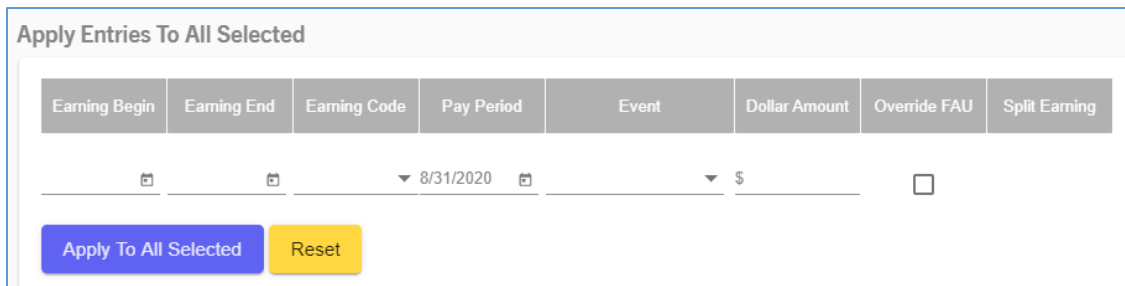 Apply Entries To All Selected
Earning Begin Earning End Earning Code Pay Period Event Dollar Amount Override FAU Split Earning
8/31/2020 $
Apply To All Selected Reset